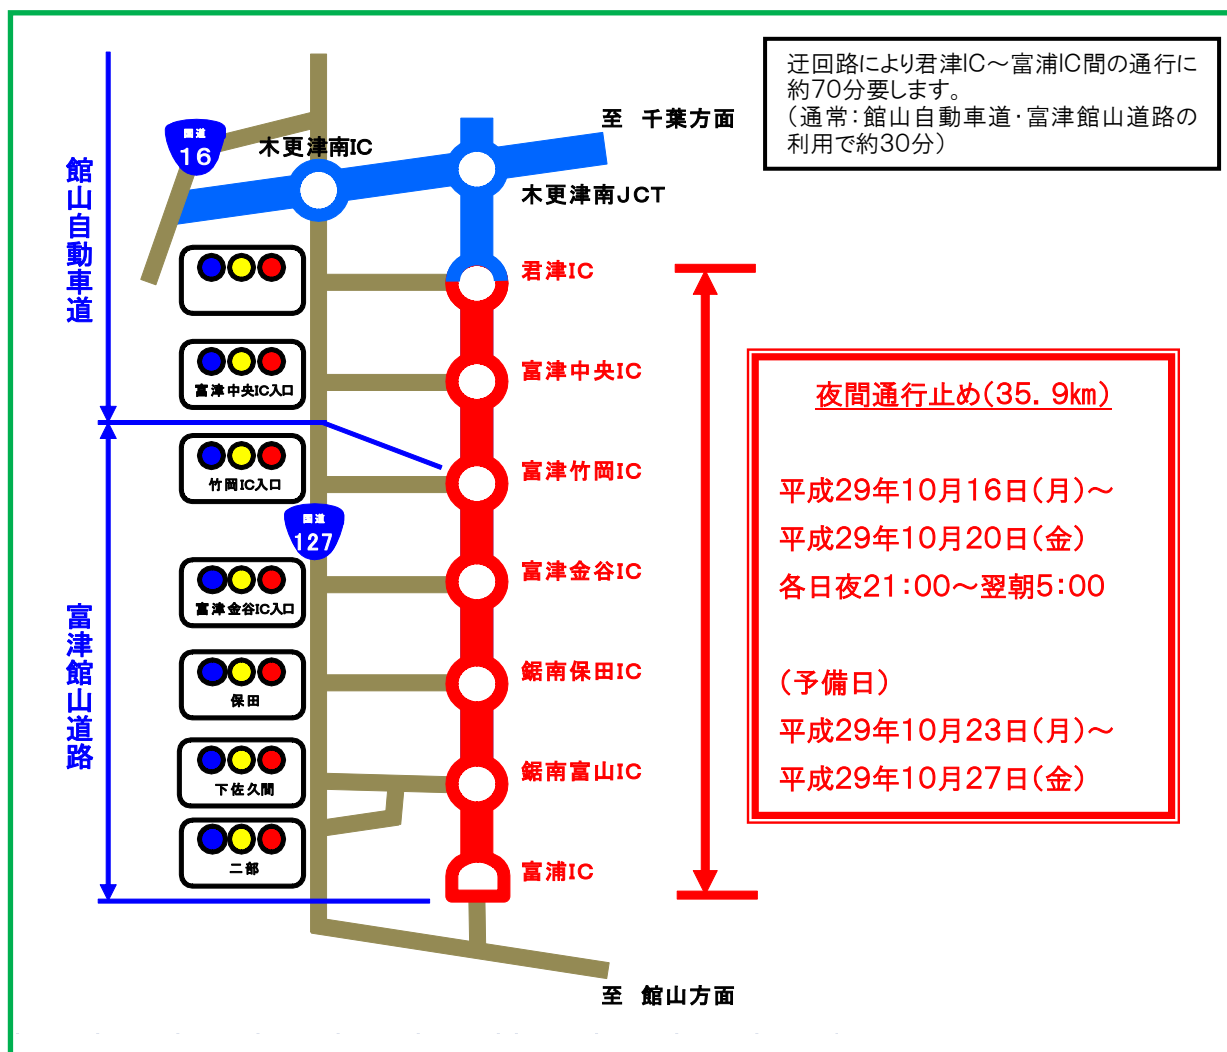 迂回路により君津IC～富浦IC間の通行に
約70分要します。
（通常：館山自動車道・富津館山道路の
利用で約30分）
至　千葉方面
国道
16
木更津南IC
木更津南JCT
館山自動車道
君津IC
富津中央IC入口
富津中央IC
竹岡IC入口
富津竹岡IC
国道
127
富津金谷IC入口
富津金谷IC
富津館山道路
保田
鋸南保田IC
下佐久間
鋸南富山IC
二部
富浦IC
至　館山方面
夜間通行止め（35．9km）
平成29年10月16日（月）～
平成29年10月20日（金）
各日夜21：00～翌朝5：00
（予備日）
平成29年10月23日（月）～
平成29年10月27日（金）